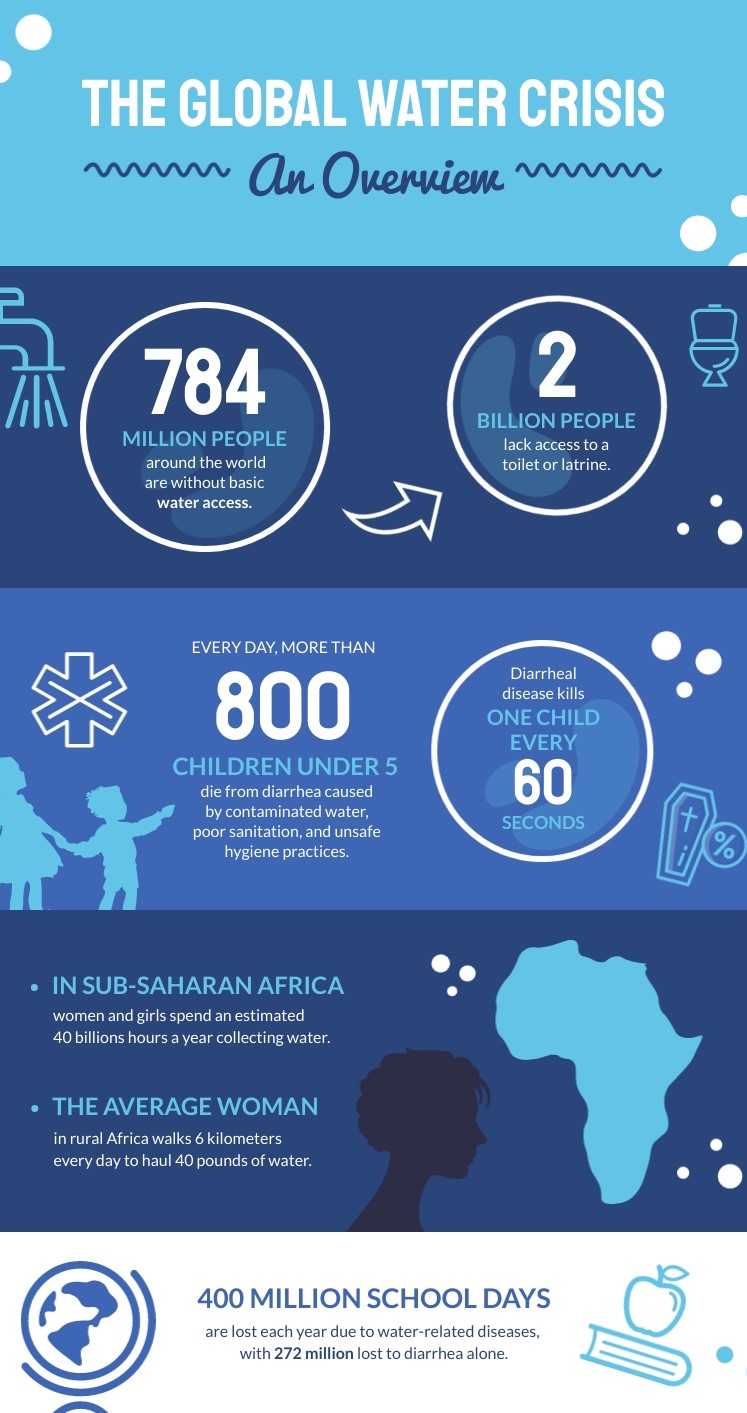 THE GLOBAL WATER CRISIS
An Overview
784
MILLION PEOPLE
around the world
are without basic
water access.
2
BILLION PEOPLE
lack access to a
toilet or latrine.
EVERY DAY, MORE THAN
800
CHILDREN UNDER 5
die from diarrhea caused
by contaminated water,
poor sanitation, and unsafe
hygiene practices.
Diarrheal
disease kills
ONE CHILD
EVERY
60
SECONDS
%
• IN SUB-SAHARAN AFRICA
women and girls spend an estimated
40 billions hours a year collecting water.
• THE AVERAGE WOMAN
in rural Africa walks 6 kilometers
every day to haul 40 pounds of water.
400 MILLION SCHOOL DAYS
are lost each year due to water-related diseases,
with 272 million lost to diarrhea alone.